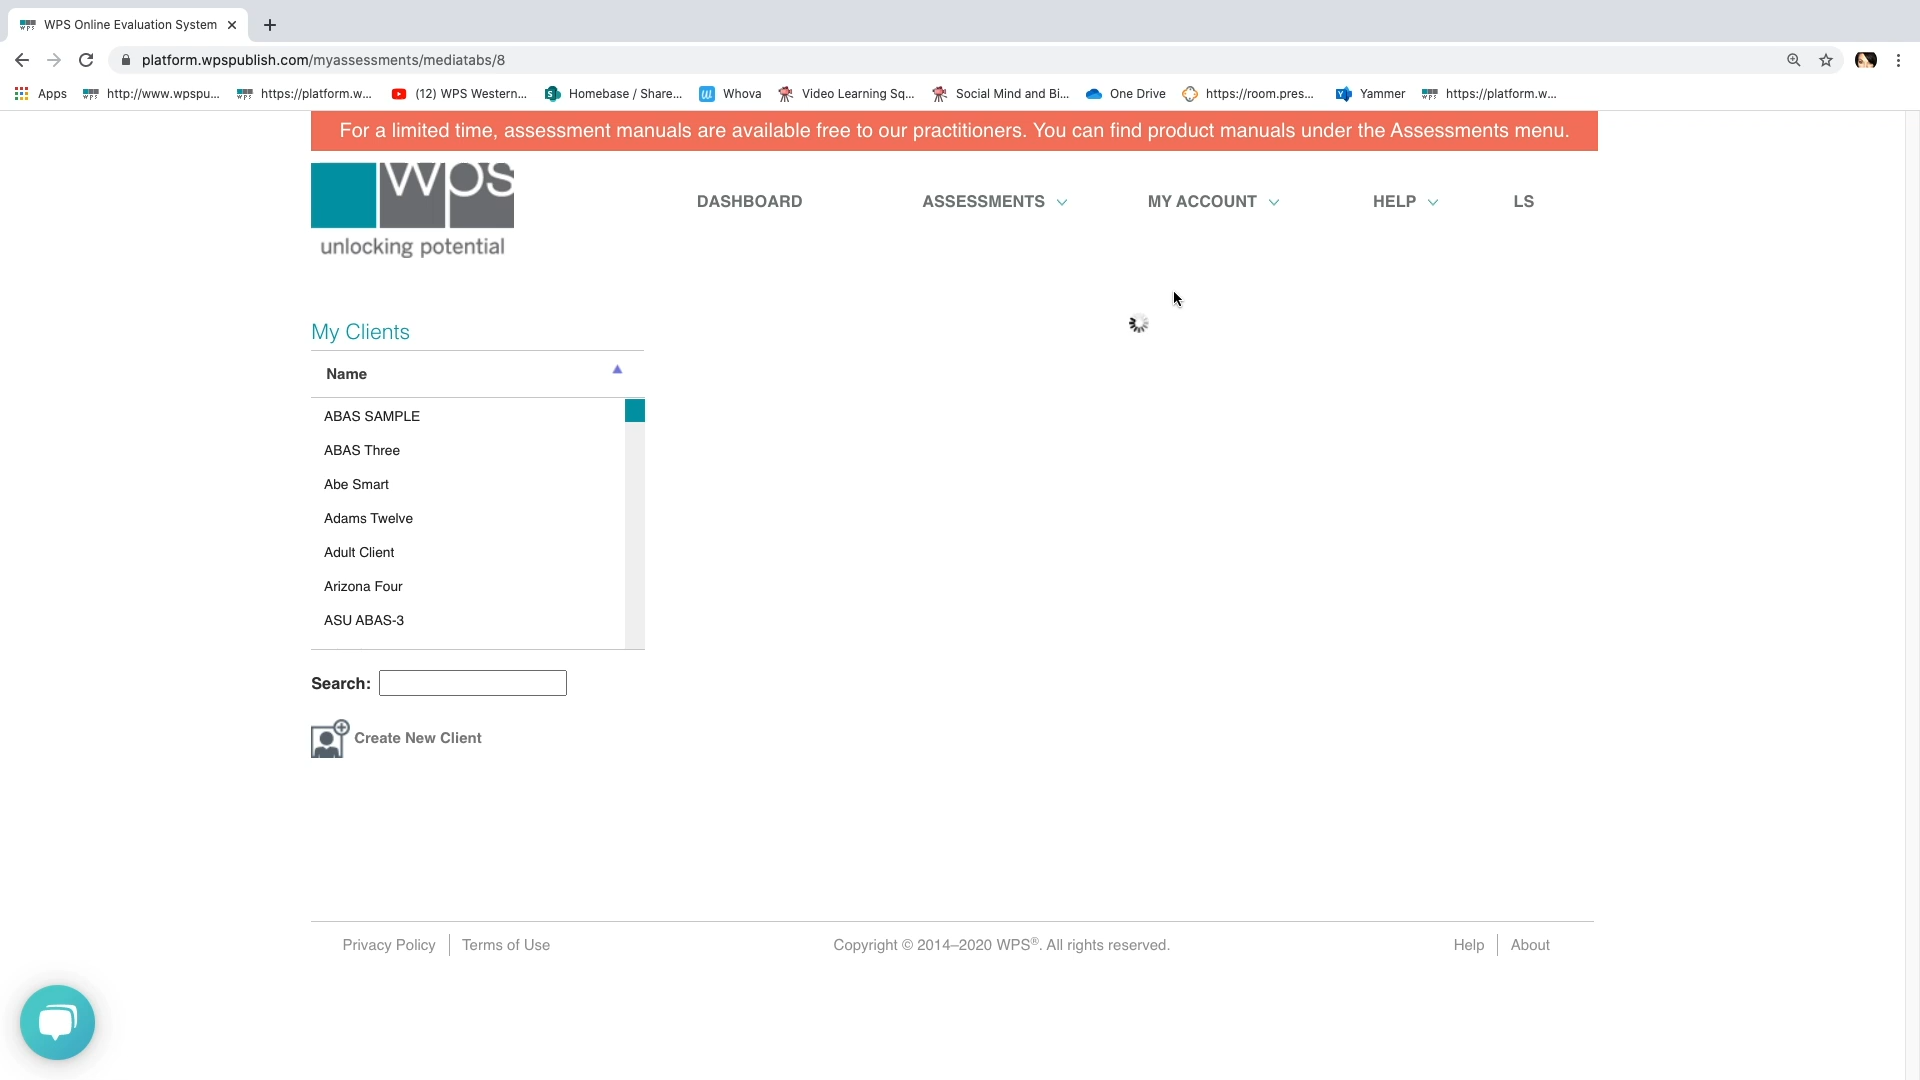 WPS Online Evaluation System
platform.wpspublish.com/myassessments/mediatabs/8
Apps http://www.wpspu... https://platform.w... (12) WPS Western... Homebase / Share... Whova Video Learning Sq... Social Mind and Bi... One Drive https://room.pres... Yammer https://platform.w...
For a limited time, assessment manuals are available free to our practitioners. You can find product manuals under the Assessments menu.
wps
unlocking potential
DASHBOARD ASSESSMENTS MY ACCOUNT HELP LS
My Clients
Name
ABAS SAMPLE
ABAS Three
Abe Smart
Adams Twelve
Adult Client
Arizona Four
ASU ABAS-3
Search:
Create New Client
Privacy Policy Terms of Use Copyright © 2014–2020 WPS®. All rights reserved. Help About